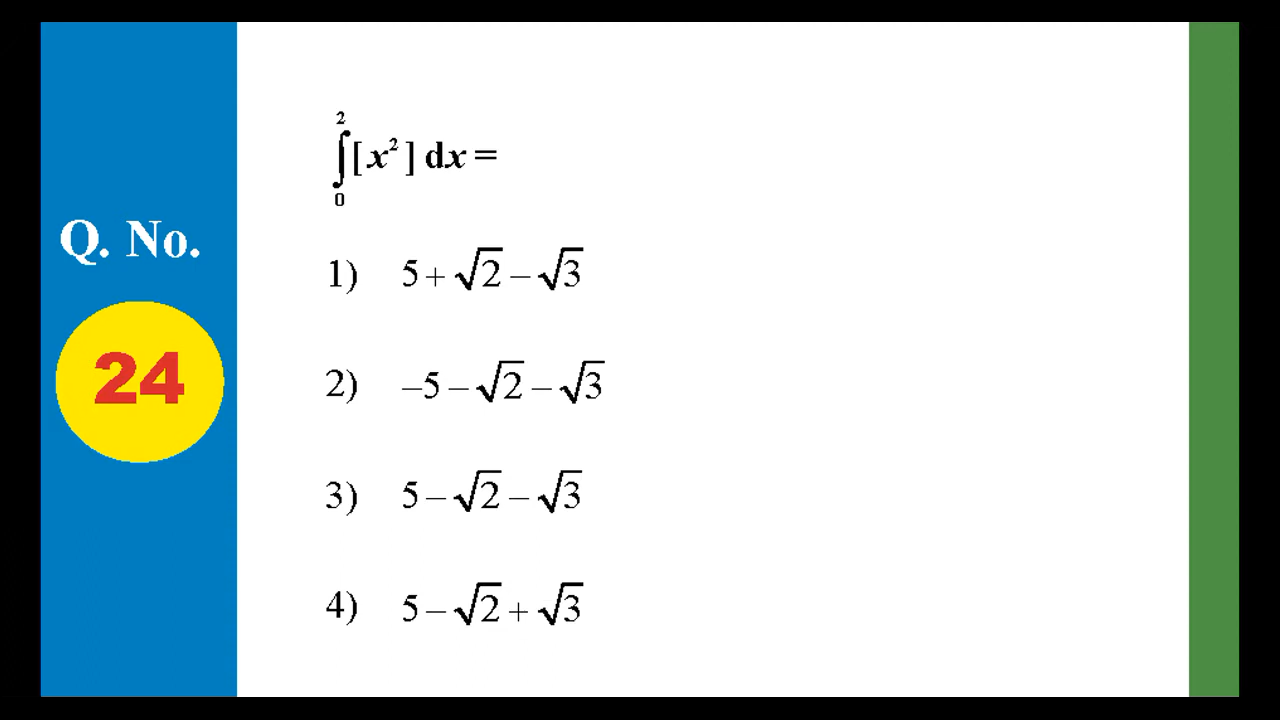 Q. No.
24
∫₀² [x²] dx =
1) 5 + √2 – √3
2) –5 – √2 – √3
3) 5 – √2 – √3
4) 5 – √2 + √3